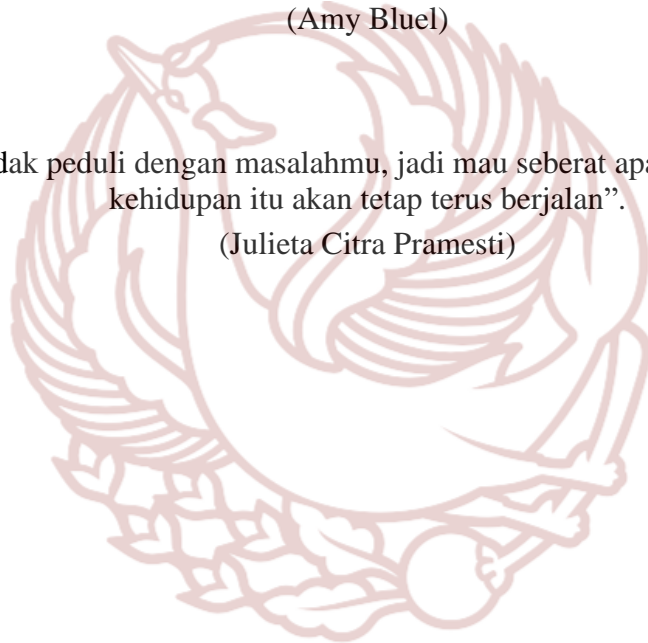 (Amy Bluel)
dak peduli dengan masalahmu, jadi mau seberat apa
kehidupan itu akan tetap terus berjalan”.
(Julieta Citra Pramesti)